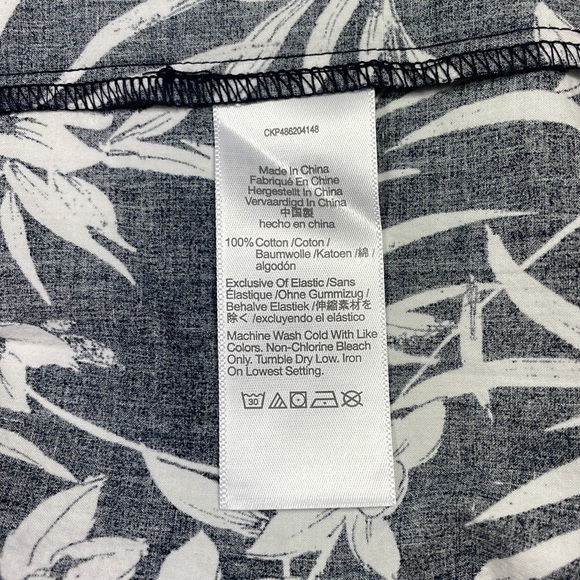 CKP486204148
Made In China
Fabriqué En Chine
Hergestellt In China
Vervaardigd In China
中国製
hecho en china
100% Cotton /Coton /
Baumwolle / Katoen /綿 /
algodón
Exclusive Of Elastic /Sans
Élastique /Ohne Gummizug /
Behalve Elastiek /伸縮素材を
除く /excluyendo el elástico
Machine Wash Cold With Like
Colors. Non-Chlorine Bleach
Only. Tumble Dry Low. Iron
On Lowest Setting.
30